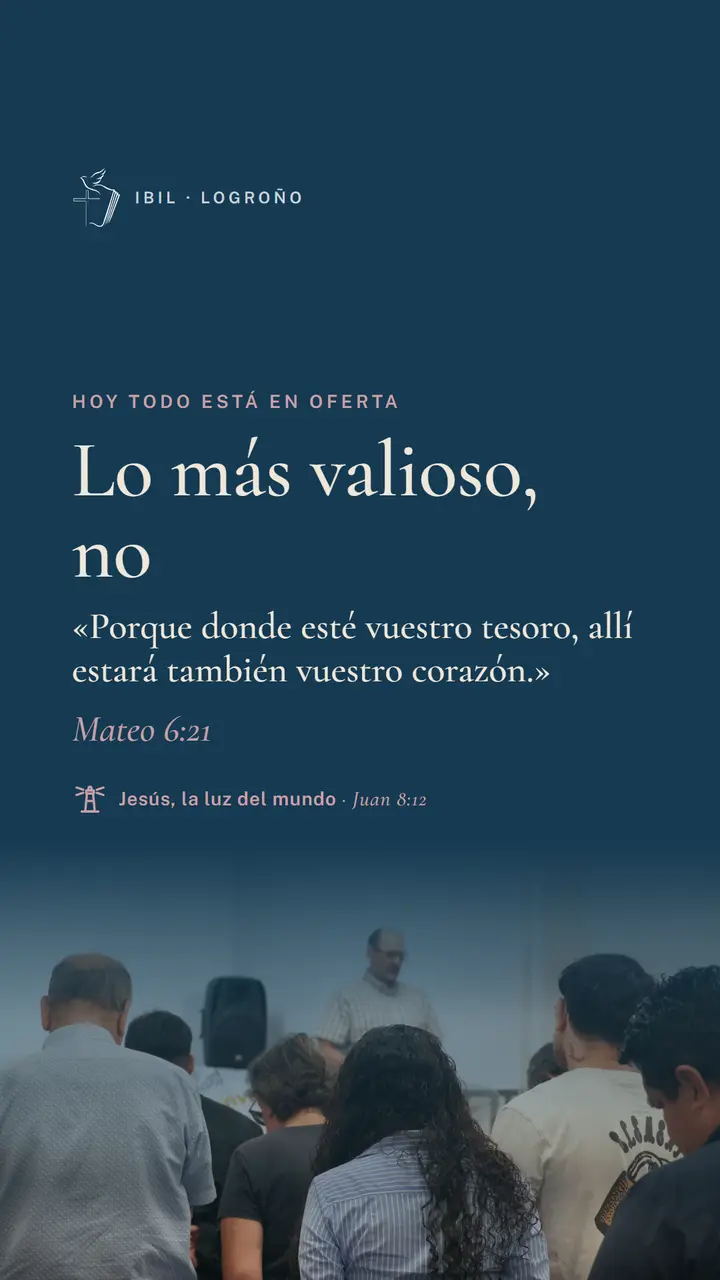 IBIL · LOGROÑO
HOY TODO ESTÁ EN OFERTA
Lo más valioso,
no
«Porque donde esté vuestro tesoro, allí
estará también vuestro corazón.»
Mateo 6:21
Jesús, la luz del mundo · Juan 8:12